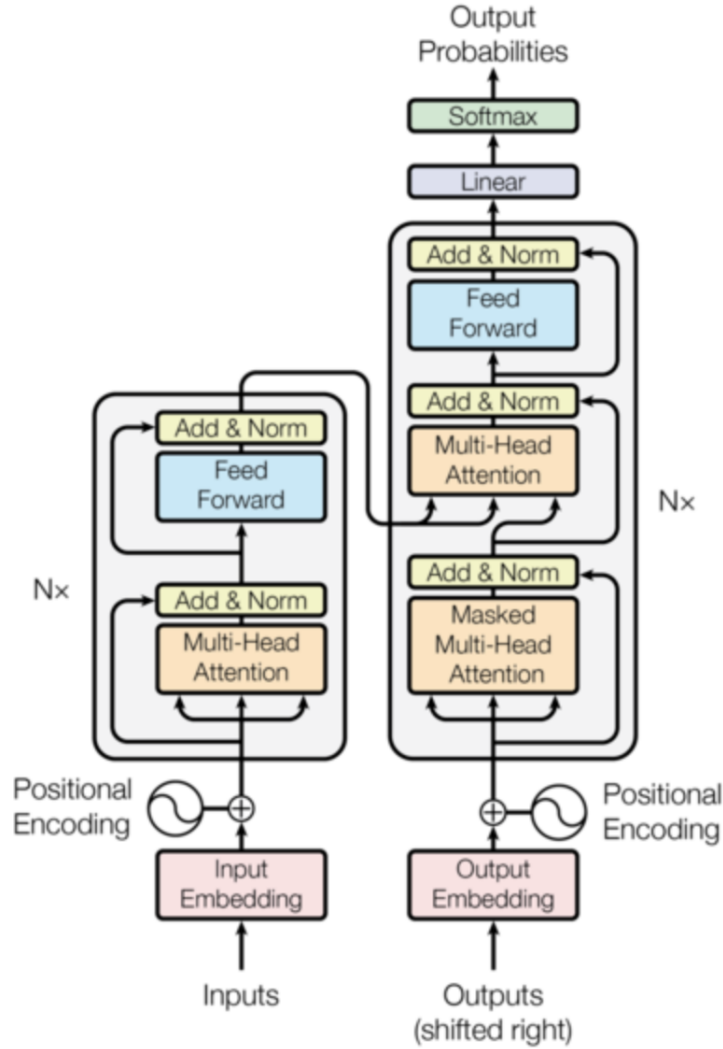 Output
Probabilities
Softmax
Linear
Add & Norm
Feed
Forward
Add & Norm
Multi-Head
Attention
Add & Norm
Masked
Multi-Head
Attention
N×
Add & Norm
Feed
Forward
Add & Norm
Multi-Head
Attention
N×
Positional
Encoding
Positional
Encoding
Input
Embedding
Output
Embedding
Inputs
Outputs
(shifted right)